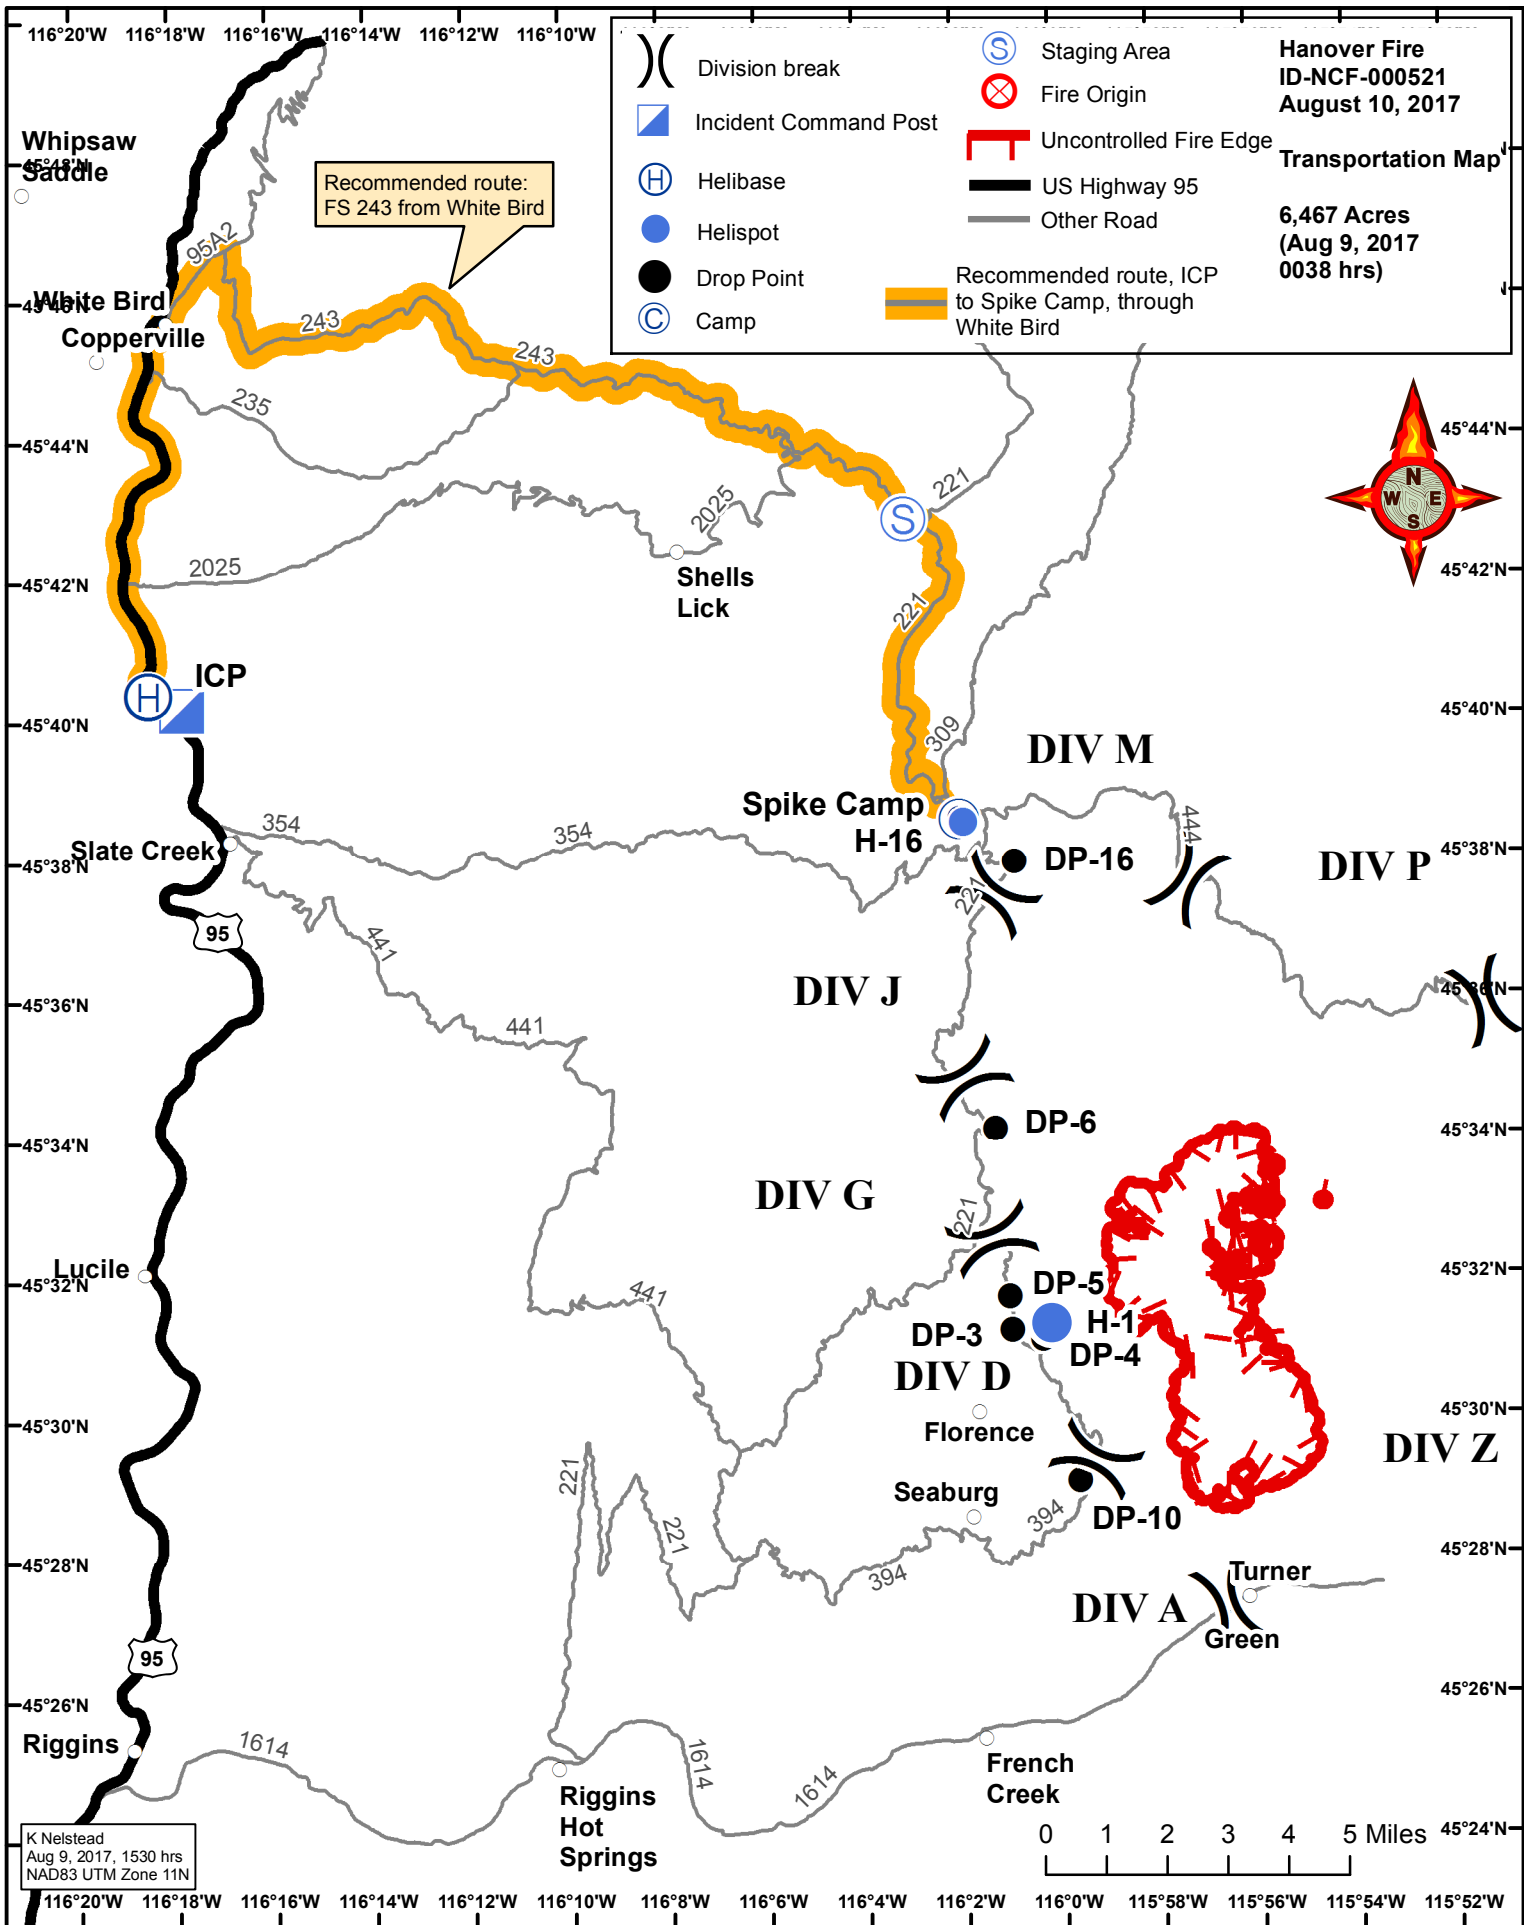 116°20'W 116°18'W 116°16'W 116°14'W 116°12'W 116°10'W
Division break
Incident Command Post
Helibase
Helispot
Drop Point
Camp
Staging Area
Fire Origin
Uncontrolled Fire Edge
US Highway 95
Other Road
Recommended route, ICP
to Spike Camp, through
White Bird
Hanover Fire
ID-NCF-000521
August 10, 2017
Transportation Map
6,467 Acres
(Aug 9, 2017
0038 hrs)
Whipsaw
Saddle
45°48'N
Recommended route:
FS 243 from White Bird
95A2
White Bird
45°46'N
Copperville
243
243
235
45°44'N
45°44'N
N
W E
S
221
2025
S
2025
Shells
Lick
45°42'N
45°42'N
221
ICP
H
45°40'N
45°40'N
309
DIV M
Spike Camp
H-16
354
354
444
Slate Creek
45°38'N
45°38'N
DP-16
DIV P
221
95
441
DIV J
45°36'N
45°36'N
441
DP-6
45°34'N
45°34'N
DIV G
221
Lucile
45°32'N
45°32'N
441
DP-5
H-1
DP-3
DP-4
DIV D
45°30'N
45°30'N
Florence
DIV Z
221
Seaburg
394
DP-10
221
45°28'N
45°28'N
394
Turner
DIV A
Green
95
45°26'N
45°26'N
Riggins
1614
1614
1614
French
Creek
Riggins
Hot
Springs
K Nelstead
Aug 9, 2017, 1530 hrs
NAD83 UTM Zone 11N
0 1 2 3 4 5 Miles
45°24'N
116°20'W 116°18'W 116°16'W 116°14'W 116°12'W 116°10'W 116°8'W 116°6'W 116°4'W 116°2'W 116°0'W 115°58'W 115°56'W 115°54'W 115°52'W